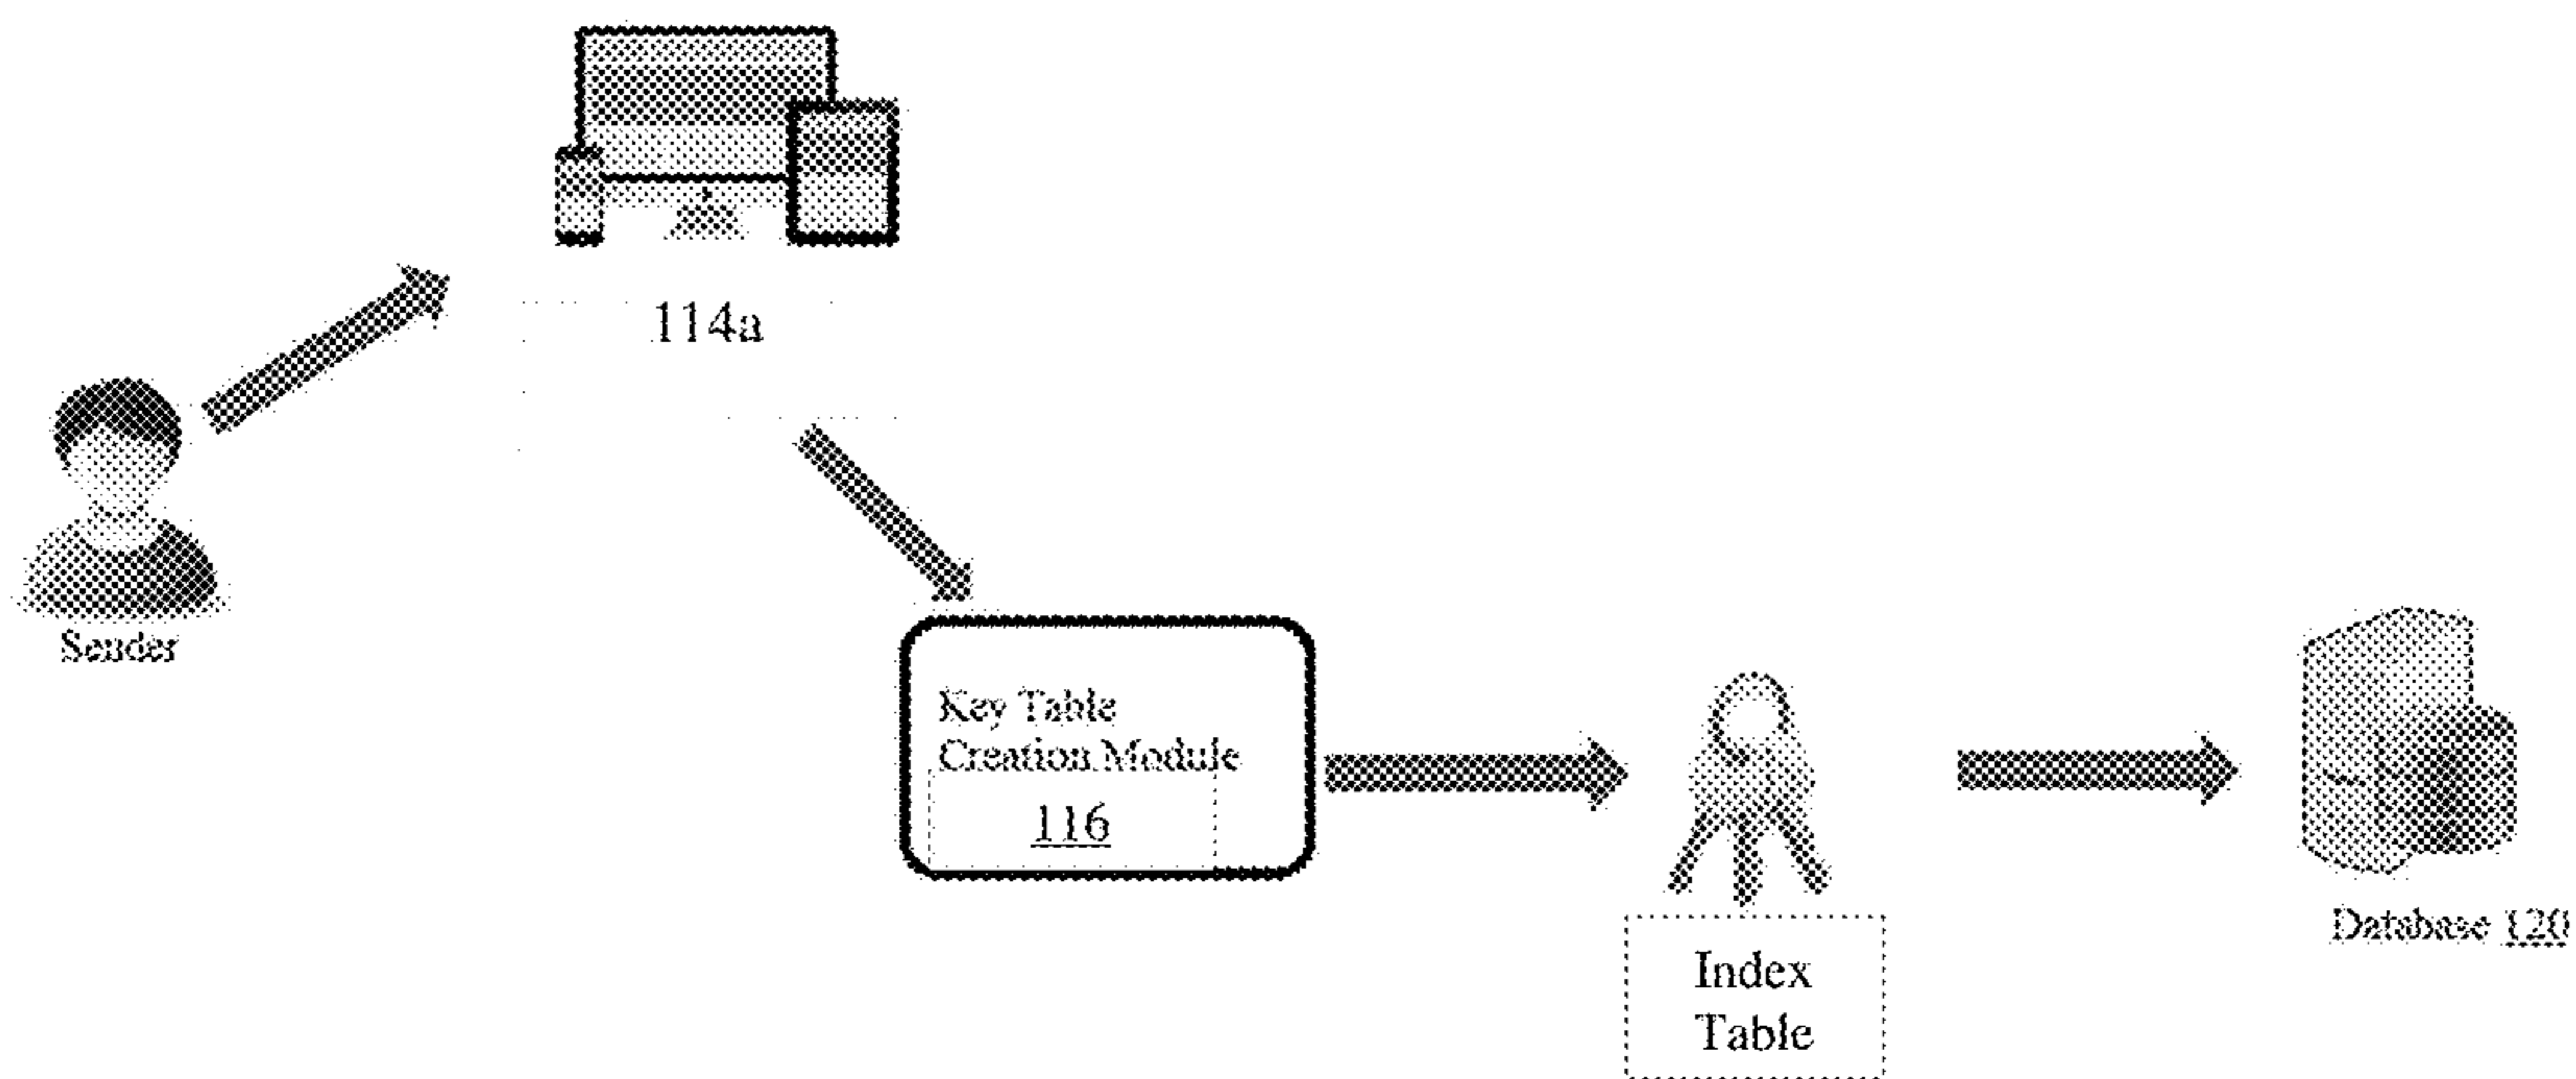 114a
Sender
Key Table
Creation Module
116
Index
Table
Database 120